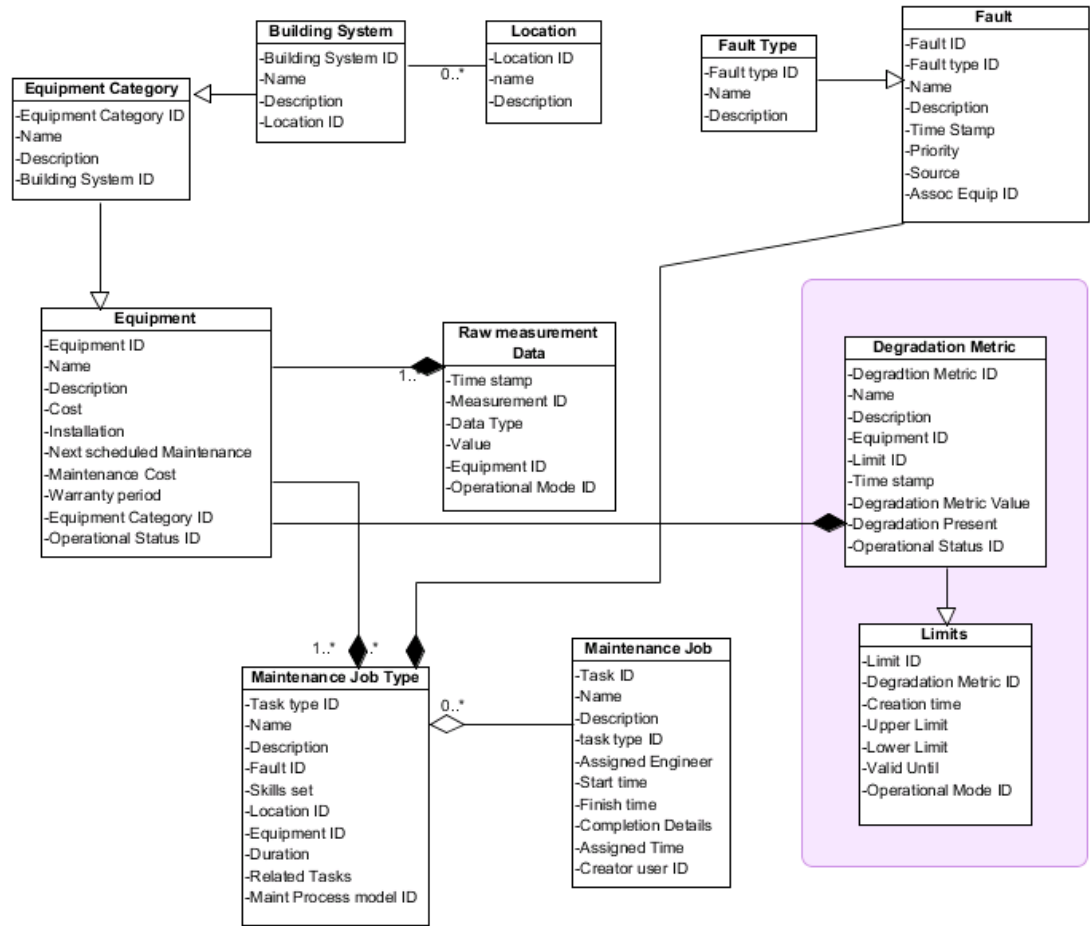 Building System
-Building System ID
-Name
-Description
-Location ID
0..*
Location
-Location ID
-name
-Description
Fault Type
-Fault type ID
-Name
-Description
Fault
-Fault ID
-Fault type ID
-Name
-Description
-Time Stamp
-Priority
-Source
-Assoc Equip ID
Equipment Category
-Equipment Category ID
-Name
-Description
-Building System ID
Equipment
-Equipment ID
-Name
-Description
-Cost
-Installation
-Next scheduled Maintenance
-Maintenance Cost
-Warranty period
-Equipment Category ID
-Operational Status ID
1..*
Raw measurement
Data
-Time stamp
-Measurement ID
-Data Type
-Value
-Equipment ID
-Operational Mode ID
Degradation Metric
-Degradtion Metric ID
-Name
-Description
-Equipment ID
-Limit ID
-Time stamp
-Degradation Metric Value
-Degradation Present
-Operational Status ID
Limits
-Limit ID
-Degradation Metric ID
-Creation time
-Upper Limit
-Lower Limit
-Valid Until
-Operational Mode ID
1..*
.*
Maintenance Job Type
-Task type ID
-Name
-Description
-Fault ID
-Skills set
-Location ID
-Equipment ID
-Duration
-Related Tasks
-Maint Process model ID
0..*
Maintenance Job
-Task ID
-Name
-Description
-task type ID
-Assigned Engineer
-Start time
-Finish time
-Completion Details
-Assigned Time
-Creator user ID